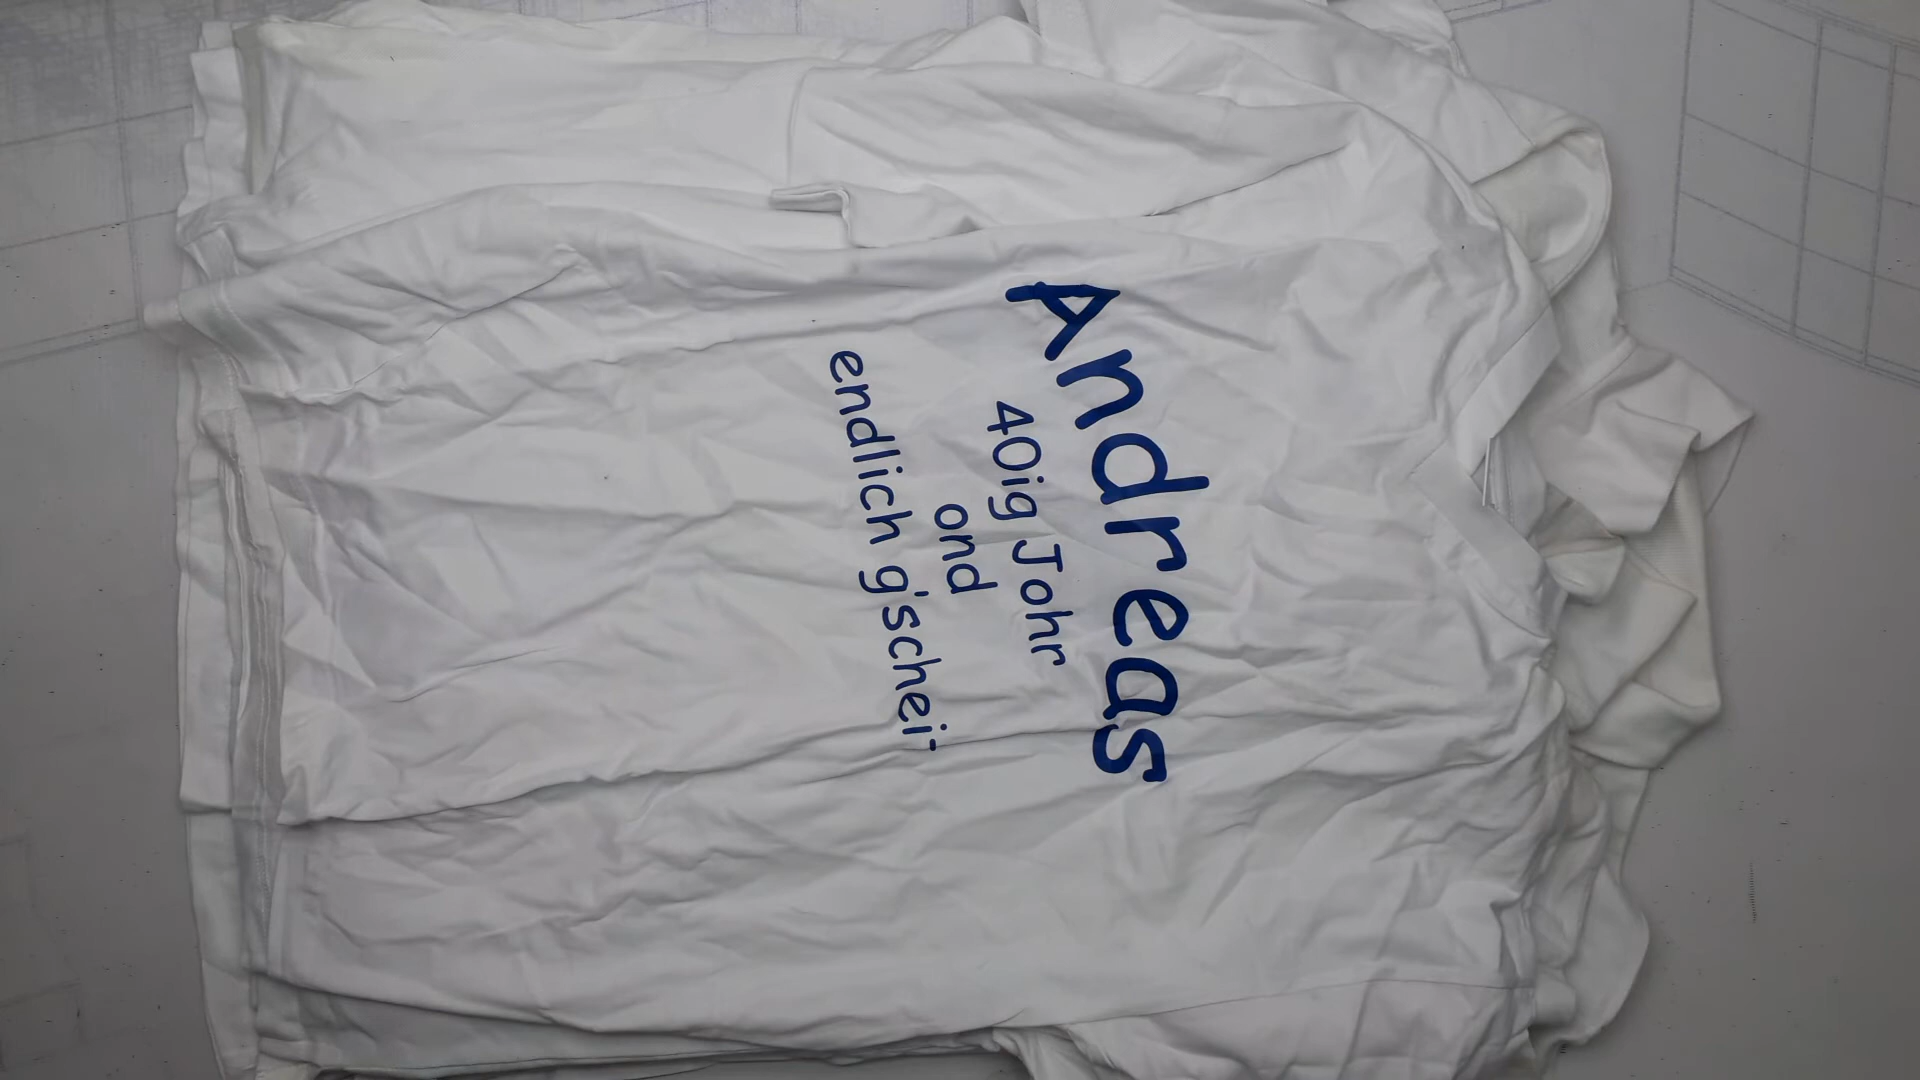 Andreas
40ig Johr
ond
endlich g'schei